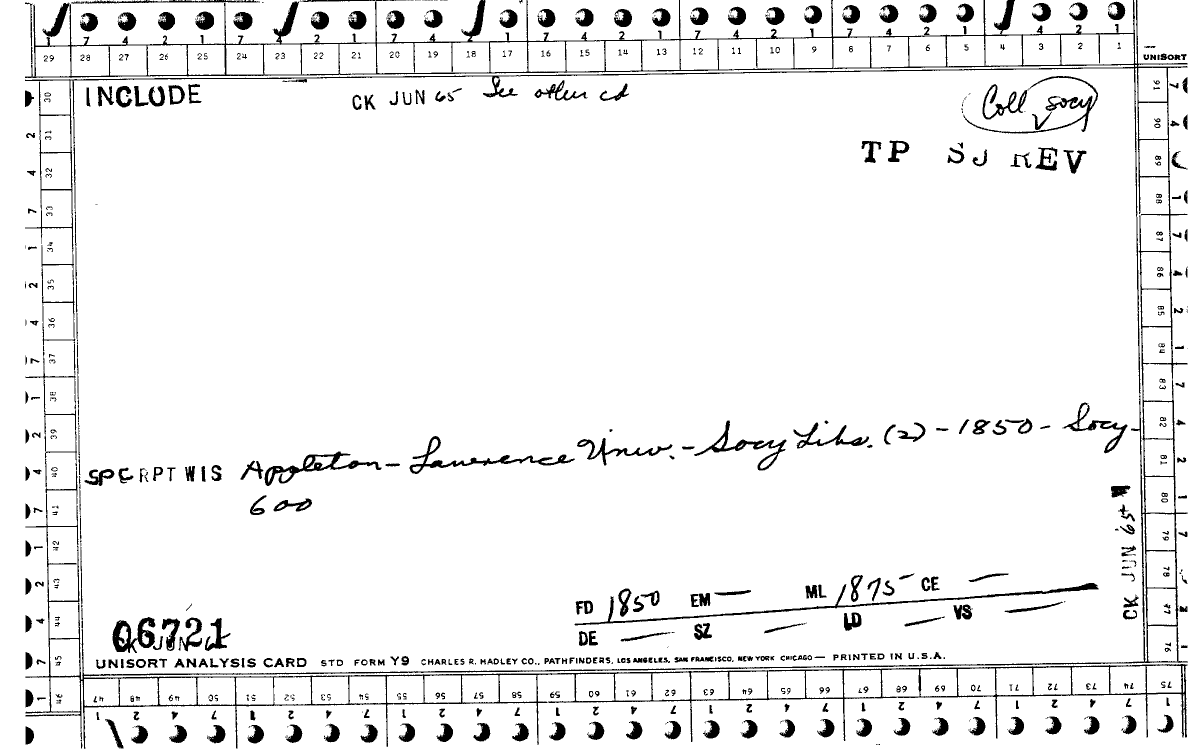 7 4 2 1 7 4 2 1 7 4 2 1 7 4 2 1 7 4 2 1 7 4 2 1 7 4 2 1
29 28 27 26 25 24 23 22 21 20 19 18 17 16 15 14 13 12 11 10 9 8 7 6 5 4 3 2 1
UNISORT
INCLUDE CK JUN 65 See other cd Coll socy
TP SJ REV
SPERPT WIS Appleton - Lawrence Univ. - Socy Libs. (2) - 1850 - Socy -
600
FD 1850 EM — ML 1875 CE —
DE — SZ — LD — VS —
06721
CK JUN 65
CK JUN 65
UNISORT ANALYSIS CARD STD FORM Y9 CHARLES R. HADLEY CO., PATHFINDERS, LOS ANGELES, SAN FRANCISCO, NEW YORK CHICAGO — PRINTED IN U.S.A.
30 31 32 33 34 35 36 37 38 39 40 41 42 43 44 45 46
91 90 89 88 87 86 85 84 83 82 81 80 79 78 77 76
47 48 49 50 51 52 53 54 55 56 57 58 59 60 61 62 63 64 65 66 67 68 69 70 71 72 73 74 75